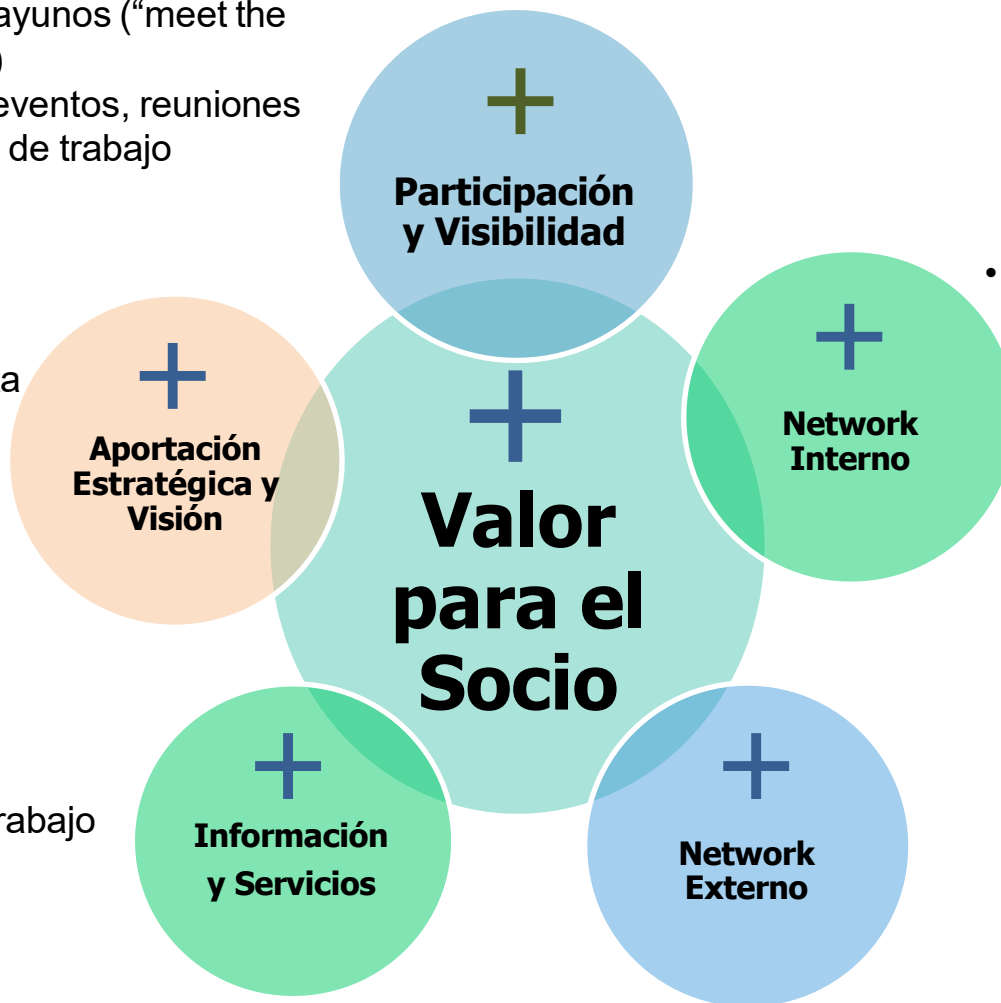 ayunos (“meet the
)
eventos, reuniones
de trabajo
Participación
y Visibilidad
•
a
Network
Interno
Aportación
Estratégica y
Visión
Valor
para el
Socio
rabajo
Información
y Servicios
Network
Externo